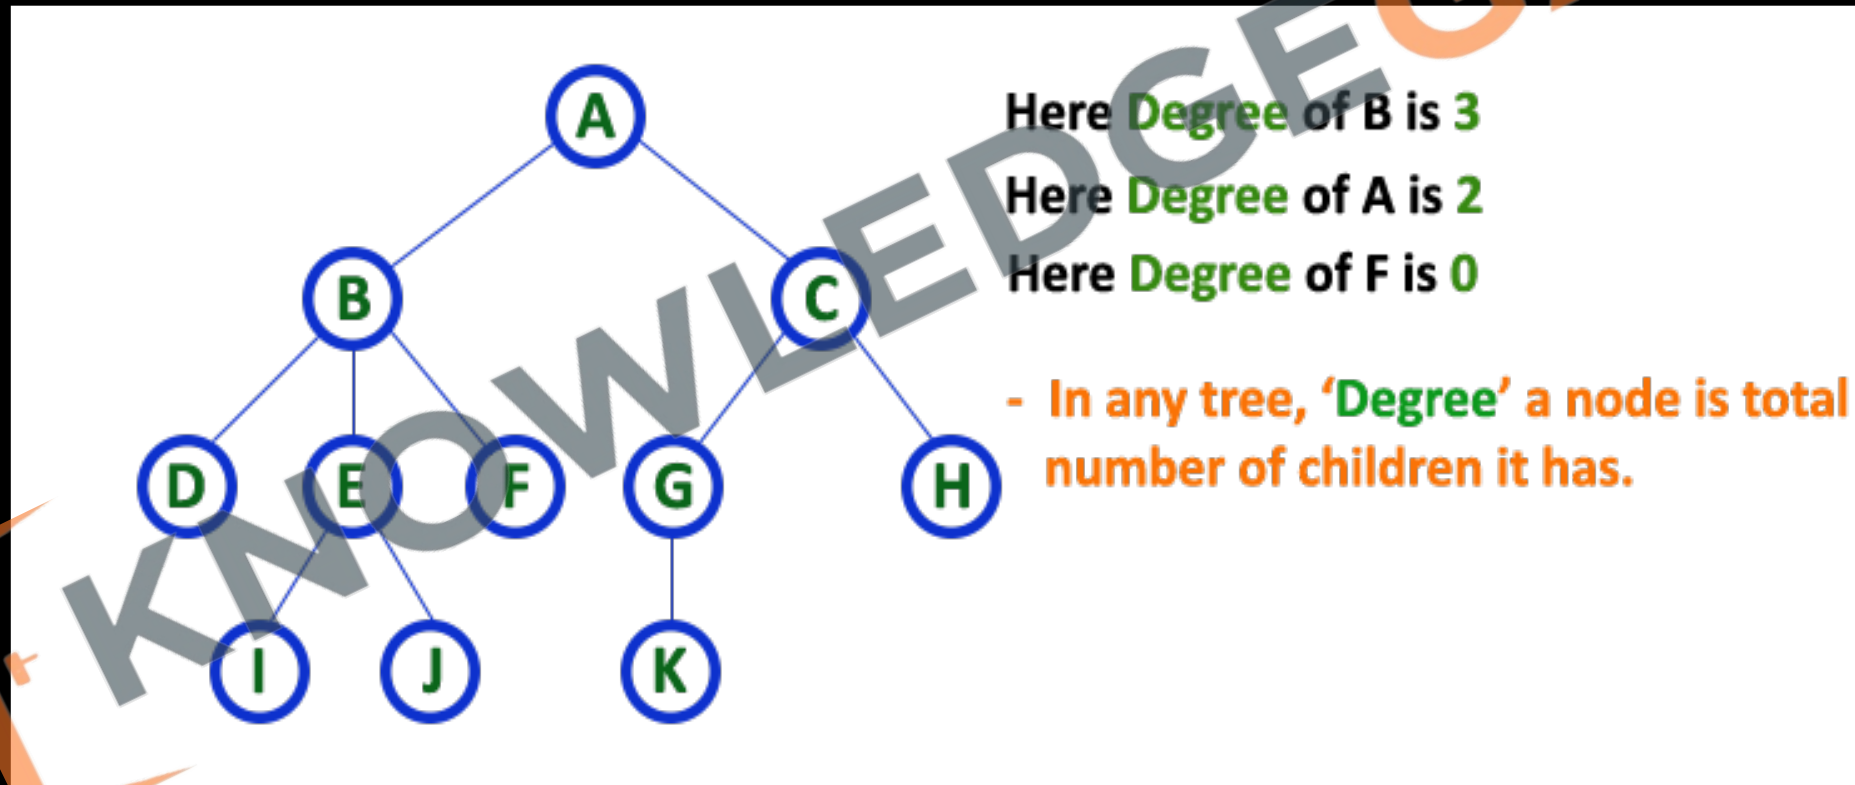 A
B
C
D
E
F
G
H
I
J
K
Here Degree of B is 3
Here Degree of A is 2
Here Degree of F is 0
- In any tree, ‘Degree’ a node is total
number of children it has.
KNOWLEDGE